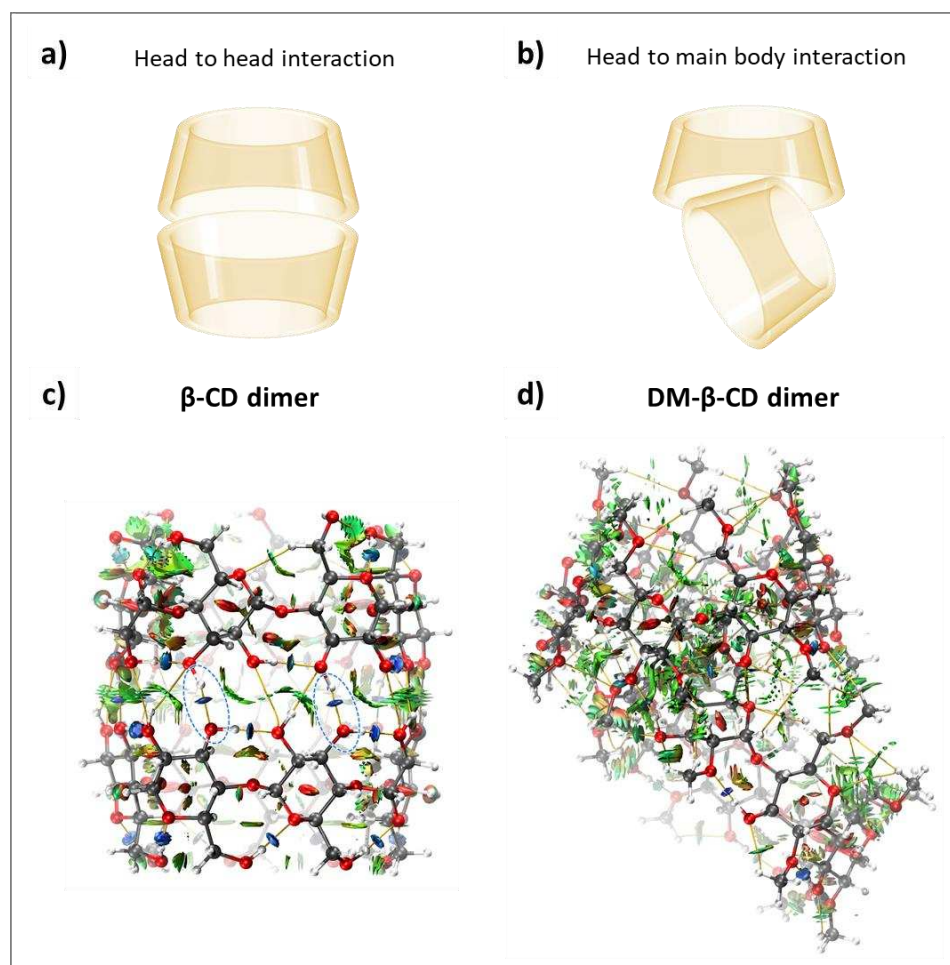 a)
Head to head interaction
b)
Head to main body interaction
c)
β-CD dimer
d)
DM-β-CD dimer